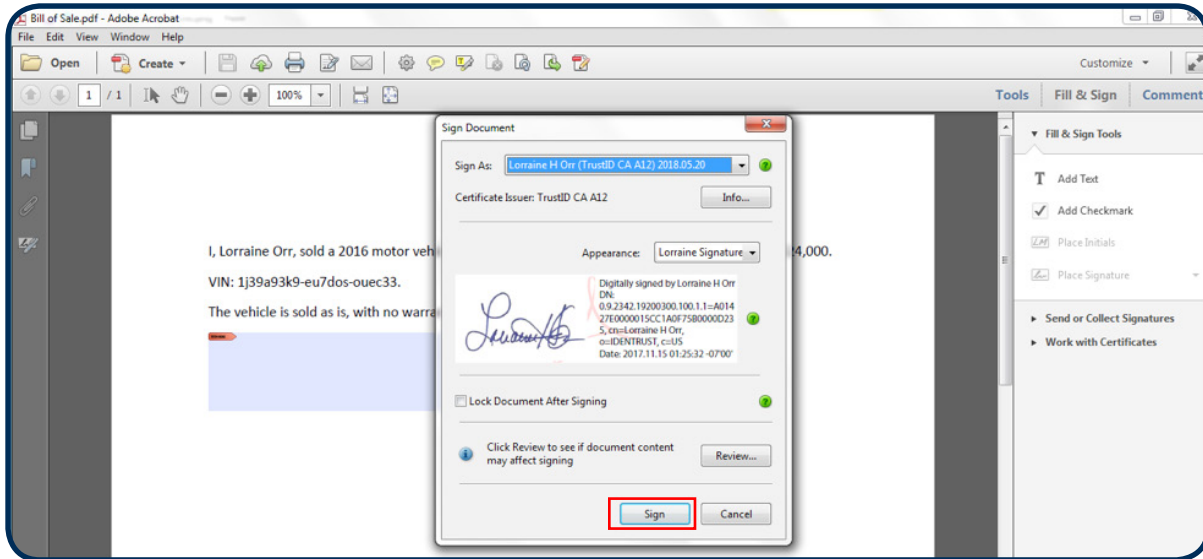 Bill of Sale.pdf - Adobe Acrobat
File Edit View Window Help
Open Create Customize
1 / 1 100% Tools Fill & Sign Comment
Sign Document
Sign As: Lorraine H Orr (TrustID CA A12) 2018.05.20
Certificate Issuer: TrustID CA A12 Info...
Appearance: Lorraine Signature
Digitally signed by Lorraine H Orr
DN:
0.9.2342.19200300.100.1.1=A014
27E0000015CC1A0F75B0000D23
5, cn=Lorraine H Orr,
o=IDENTRUST, c=US
Date: 2017.11.15 01:25:32 -07'00'
Lock Document After Signing
Click Review to see if document content
may affect signing
Review...
Sign Cancel
I, Lorraine Orr, sold a 2016 motor veh 4,000.
VIN: 1j39a93k9-eu7dos-ouec33.
The vehicle is sold as is, with no warra
Fill & Sign Tools
T Add Text
Add Checkmark
Place Initials
Place Signature
Send or Collect Signatures
Work with Certificates